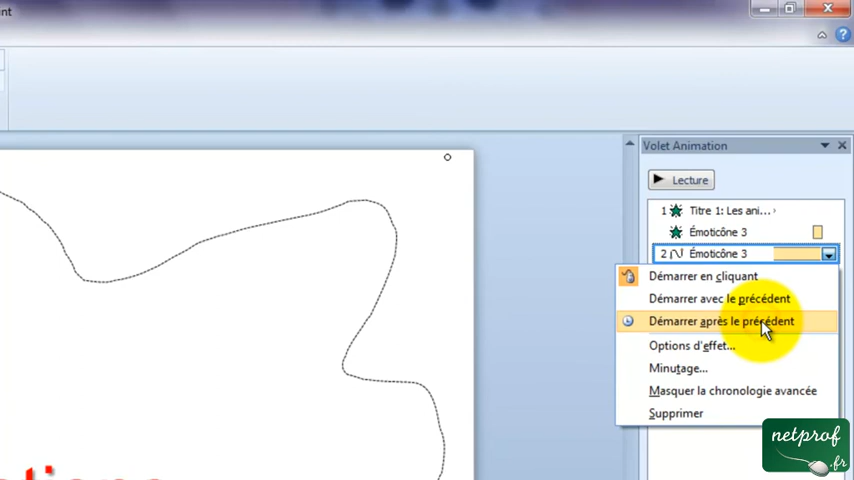 nt
Volet Animation
Lecture
1 Titre 1: Les ani...
Émoticône 3
2 Émoticône 3
Démarrer en cliquant
Démarrer avec le précédent
Démarrer après le précédent
Options d'effet...
Minutage...
Masquer la chronologie avancée
Supprimer
netprof
.fr